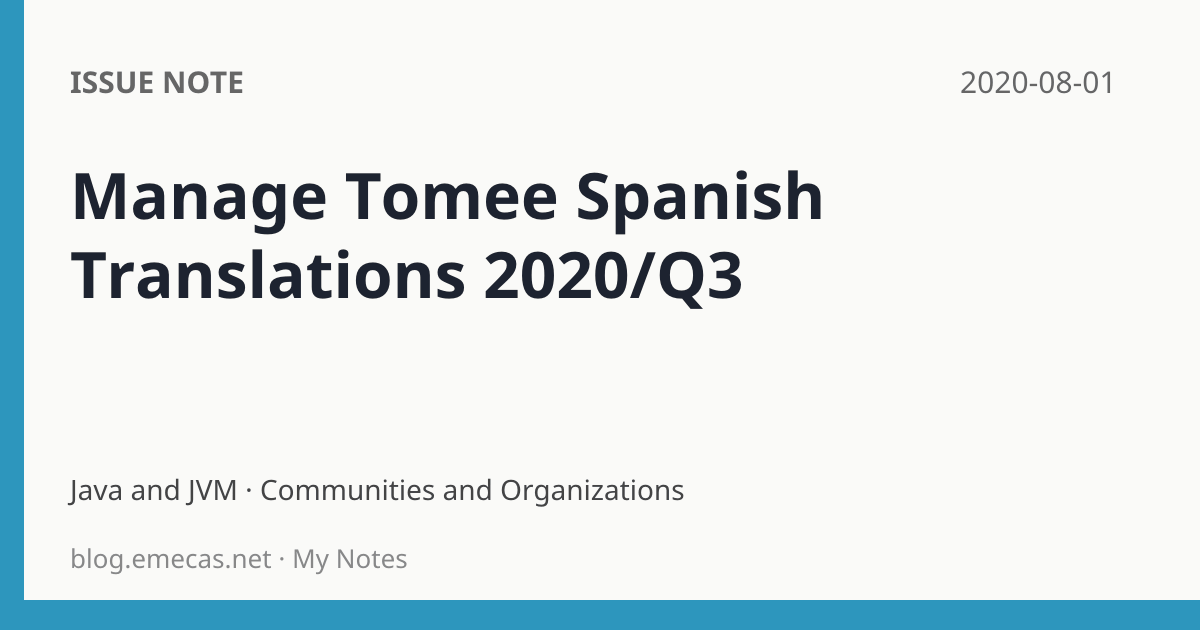 ISSUE NOTE
2020-08-01
Manage Tomee Spanish
Translations 2020/Q3
Java and JVM · Communities and Organizations
blog.emecas.net · My Notes